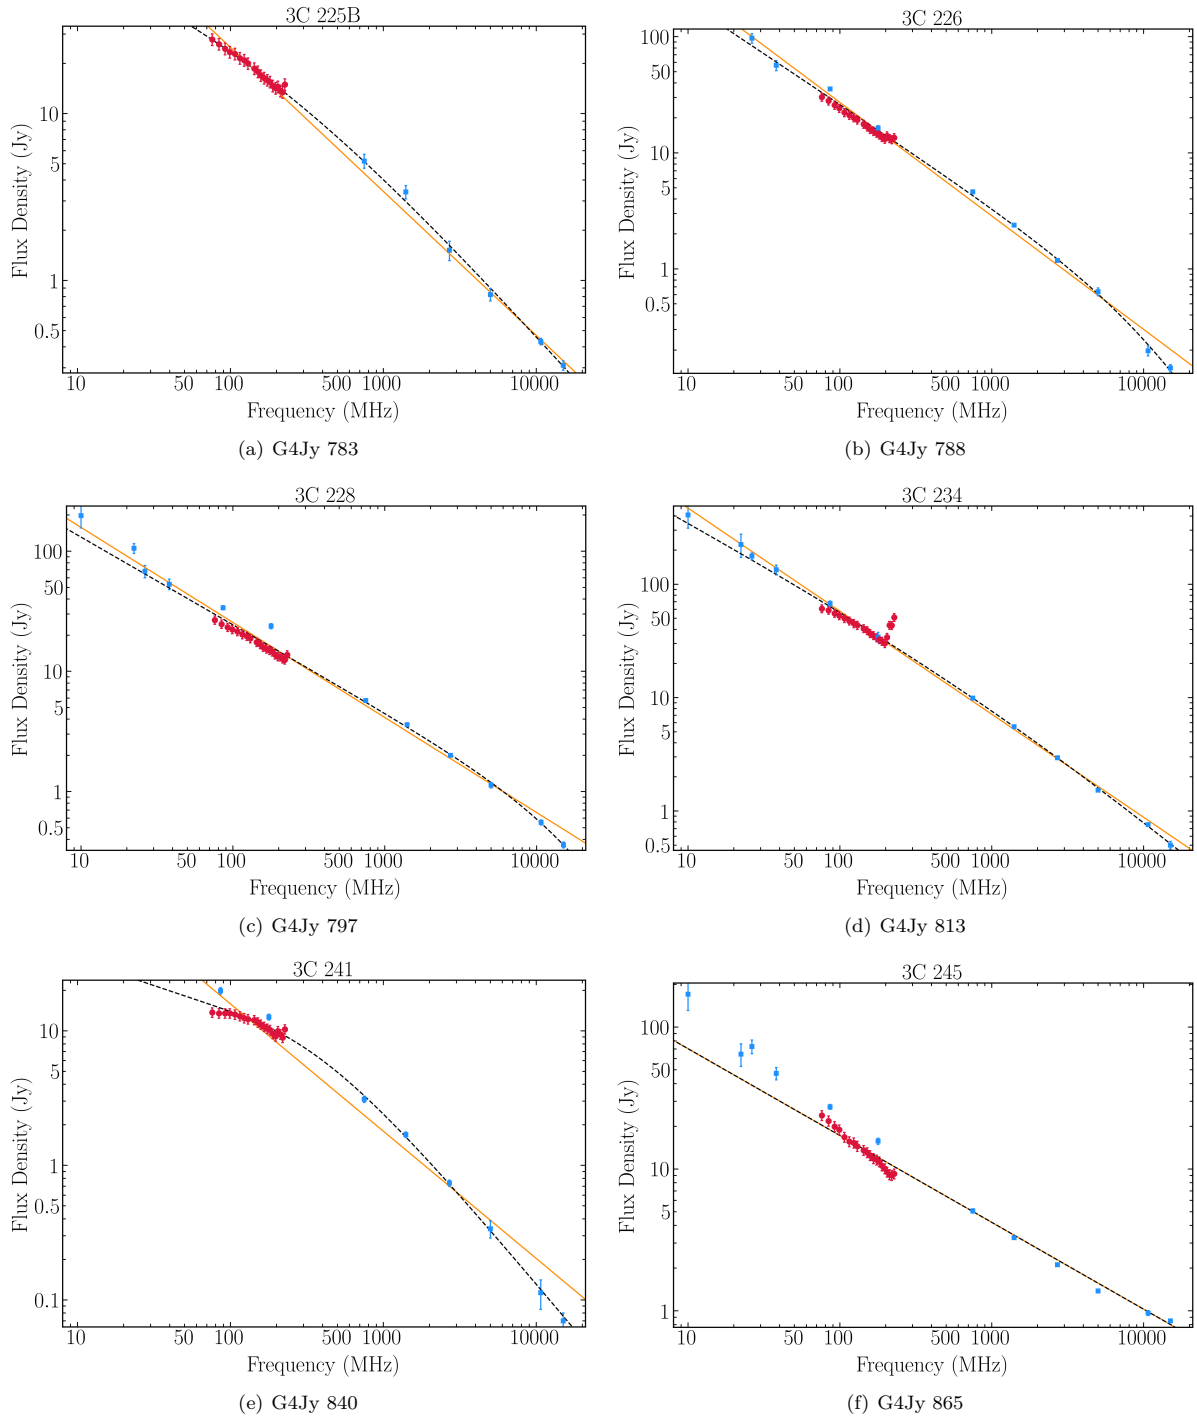 3C 225B
10
5
1
0.5
Flux Density (Jy)
10 50 100 500 1000 10000
Frequency (MHz)
(a) G4Jy 783
3C 226
100
50
10
5
1
0.5
Flux Density (Jy)
10 50 100 500 1000 10000
Frequency (MHz)
(b) G4Jy 788
3C 228
100
50
10
5
1
0.5
Flux Density (Jy)
10 50 100 500 1000 10000
Frequency (MHz)
(c) G4Jy 797
3C 234
100
50
10
5
1
0.5
Flux Density (Jy)
10 50 100 500 1000 10000
Frequency (MHz)
(d) G4Jy 813
3C 241
10
5
1
0.5
0.1
Flux Density (Jy)
10 50 100 500 1000 10000
Frequency (MHz)
(e) G4Jy 840
3C 245
100
50
10
5
1
Flux Density (Jy)
10 50 100 500 1000 10000
Frequency (MHz)
(f) G4Jy 865